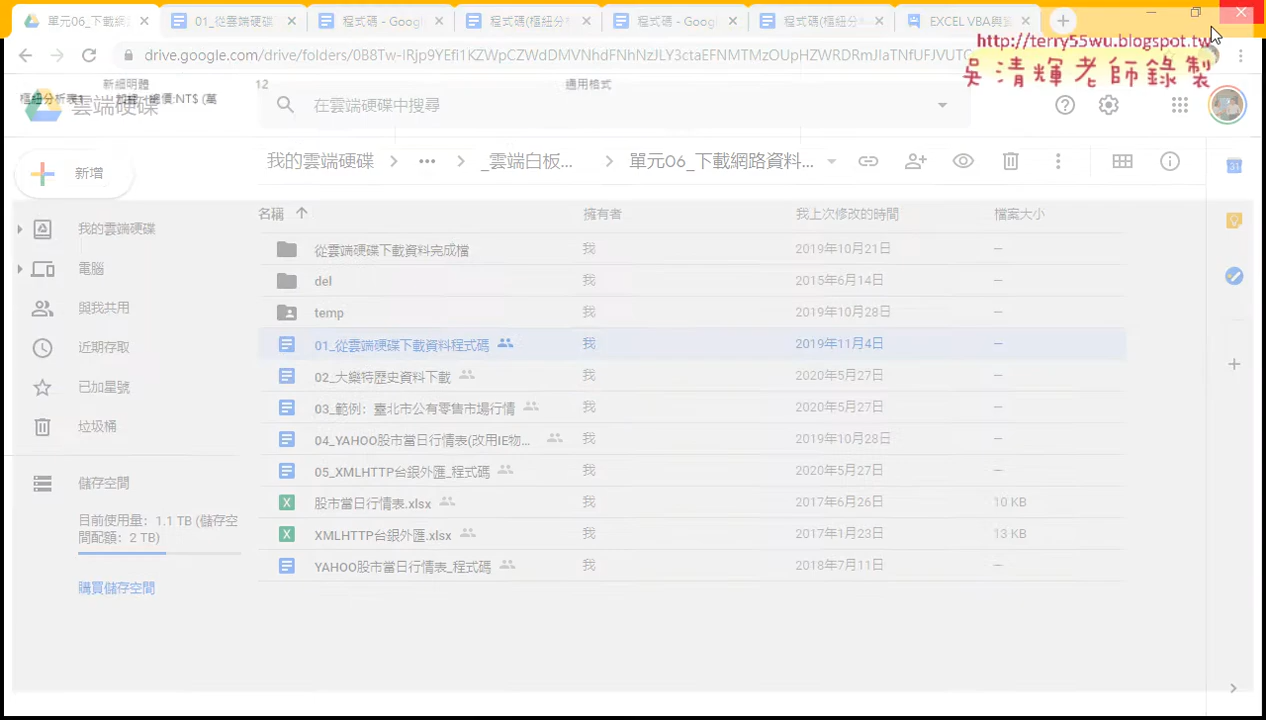 單元06_下載網
01_從雲端硬碟
程式碼 - Goog
程式碼(樞紐分
程式碼 - Goog
程式碼(樞紐分
EXCEL VBA與
drive.google.com/drive/folders/0B8Tw-IRjp9YEfi1KZWpCZWdDMVNhdFNhNzJLY3ctaEFNMTMzOUpHZWRDRmJIaTNfUFJVUT
http://terry55wu.blogspot.tw
吳清輝老師錄製
新細明體
12
通用格式
樞紐分析表1
總價:NT$ (萬
雲端硬碟
在雲端硬碟中搜尋
新增
我的雲端硬碟
•••
_雲端白板...
單元06_下載網路資料...
我的雲端硬碟
電腦
與我共用
近期存取
已加星號
垃圾桶
儲存空間
目前使用量：1.1 TB (儲存空
間配額：2 TB)
購買儲存空間
名稱 擁有者 我上次修改的時間 檔案大小
從雲端硬碟下載資料完成檔 我 2019年10月21日 –
del 我 2015年6月14日 –
temp 我 2019年10月28日 –
01_從雲端硬碟下載資料程式碼 我 2019年11月4日 –
02_大樂特歷史資料下載 我 2020年5月27日 –
03_範例：臺北市公有零售市場行情 我 2020年5月27日 –
04_YAHOO股市當日行情表(改用IE物... 我 2019年10月28日 –
05_XMLHTTP台銀外匯_程式碼 我 2020年5月27日 –
股市當日行情表.xlsx 我 2017年6月26日 10 KB
XMLHTTP台銀外匯.xlsx 我 2017年1月23日 13 KB
YAHOO股市當日行情表_程式碼 我 2018年7月11日 –
31